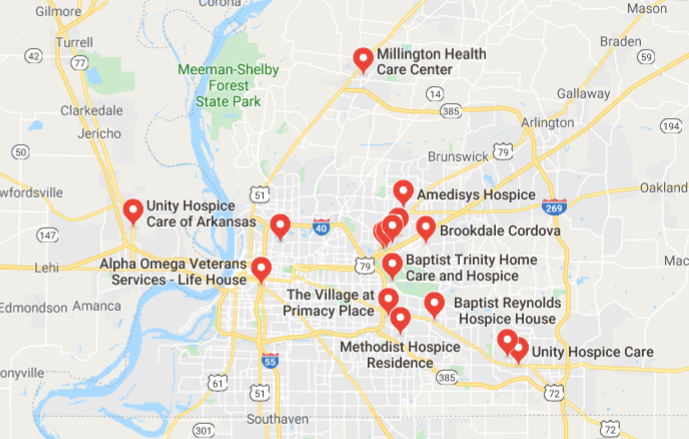 Corona
Mason
Gilmore
Turrell
Braden
42
77
59
Millington Health
Care Center
Meeman-Shelby
Forest
State Park
Clarkedale
14
385
Gallaway
Jericho
Arlington
194
50
79
Brunswick
wfordsville
51
Amedisys Hospice
Oakland
Unity Hospice
Care of Arkansas
269
40
Brookdale Cordova
147
Lehi
Alpha Omega Veterans
Services - Life House
79
Baptist Trinity Home
Care and Hospice
Mac
Edmondson
Amanca
The Village at
Primacy Place
Baptist Reynolds
Hospice House
Methodist Hospice
Residence
Unity Hospice Care
55
onyville
61
51
385
72
Southaven
301
72